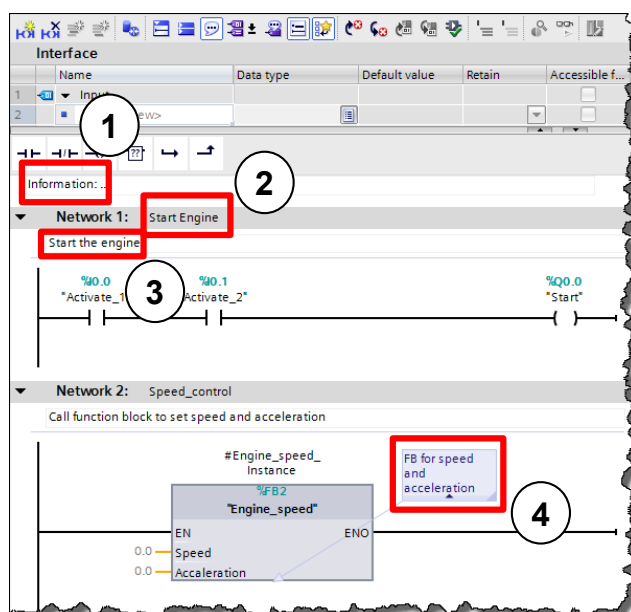 Interface
Name Data type Default value Retain Accessible f...
1 Input
2
1
??
2
Information: ..
Network 1: Start Engine
Start the engine
3
%I0.0 %I0.1 %Q0.0
"Activate_1 Activate_2" "Start"
Network 2: Speed_control
Call function block to set speed and acceleration
#Engine_speed_
Instance
FB for speed
and
acceleration
%FB2
"Engine_speed"
4
EN ENO
0.0 Speed
0.0 Accaleration